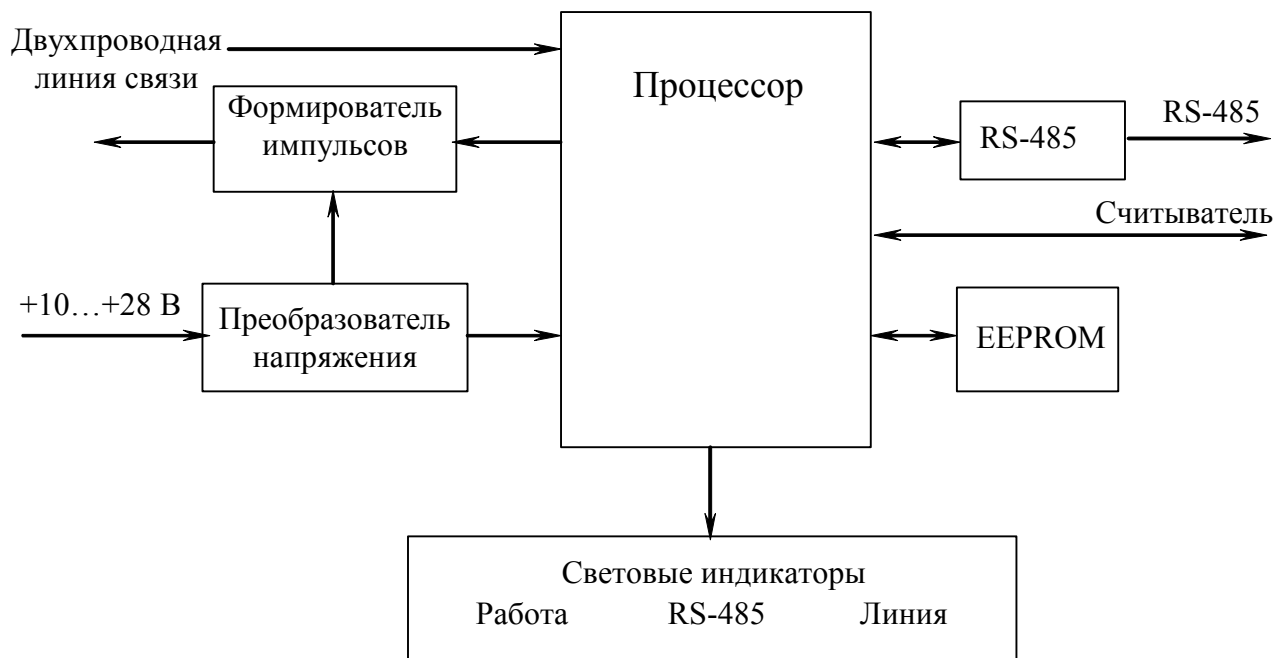 Двухпроводная
линия связи
Процессор
Формирователь
импульсов
RS-485
RS-485
Считыватель
+10…+28 В
Преобразователь
напряжения
EEPROM
Световые индикаторы
Работа RS-485 Линия